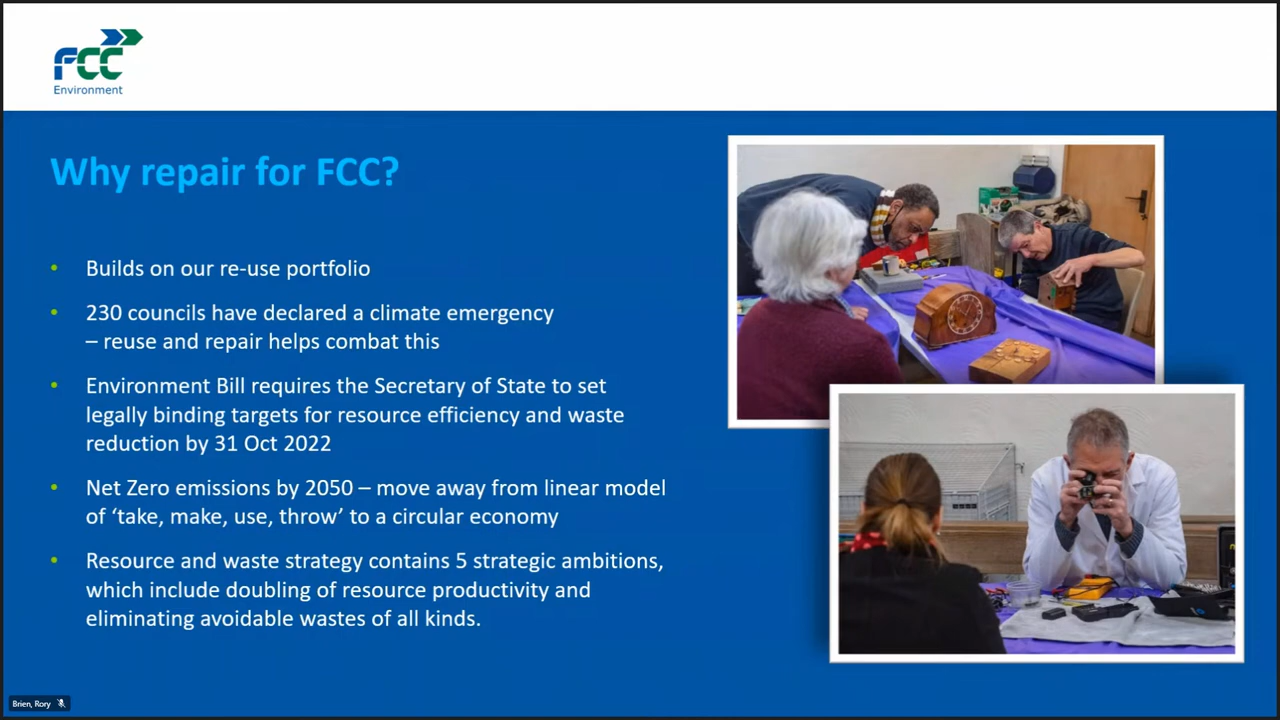 FCC
Environment
Why repair for FCC?
• Builds on our re-use portfolio
• 230 councils have declared a climate emergency
– reuse and repair helps combat this
• Environment Bill requires the Secretary of State to set
legally binding targets for resource efficiency and waste
reduction by 31 Oct 2022
• Net Zero emissions by 2050 – move away from linear model
of ‘take, make, use, throw’ to a circular economy
• Resource and waste strategy contains 5 strategic ambitions,
which include doubling of resource productivity and
eliminating avoidable wastes of all kinds.
Brien, Rory